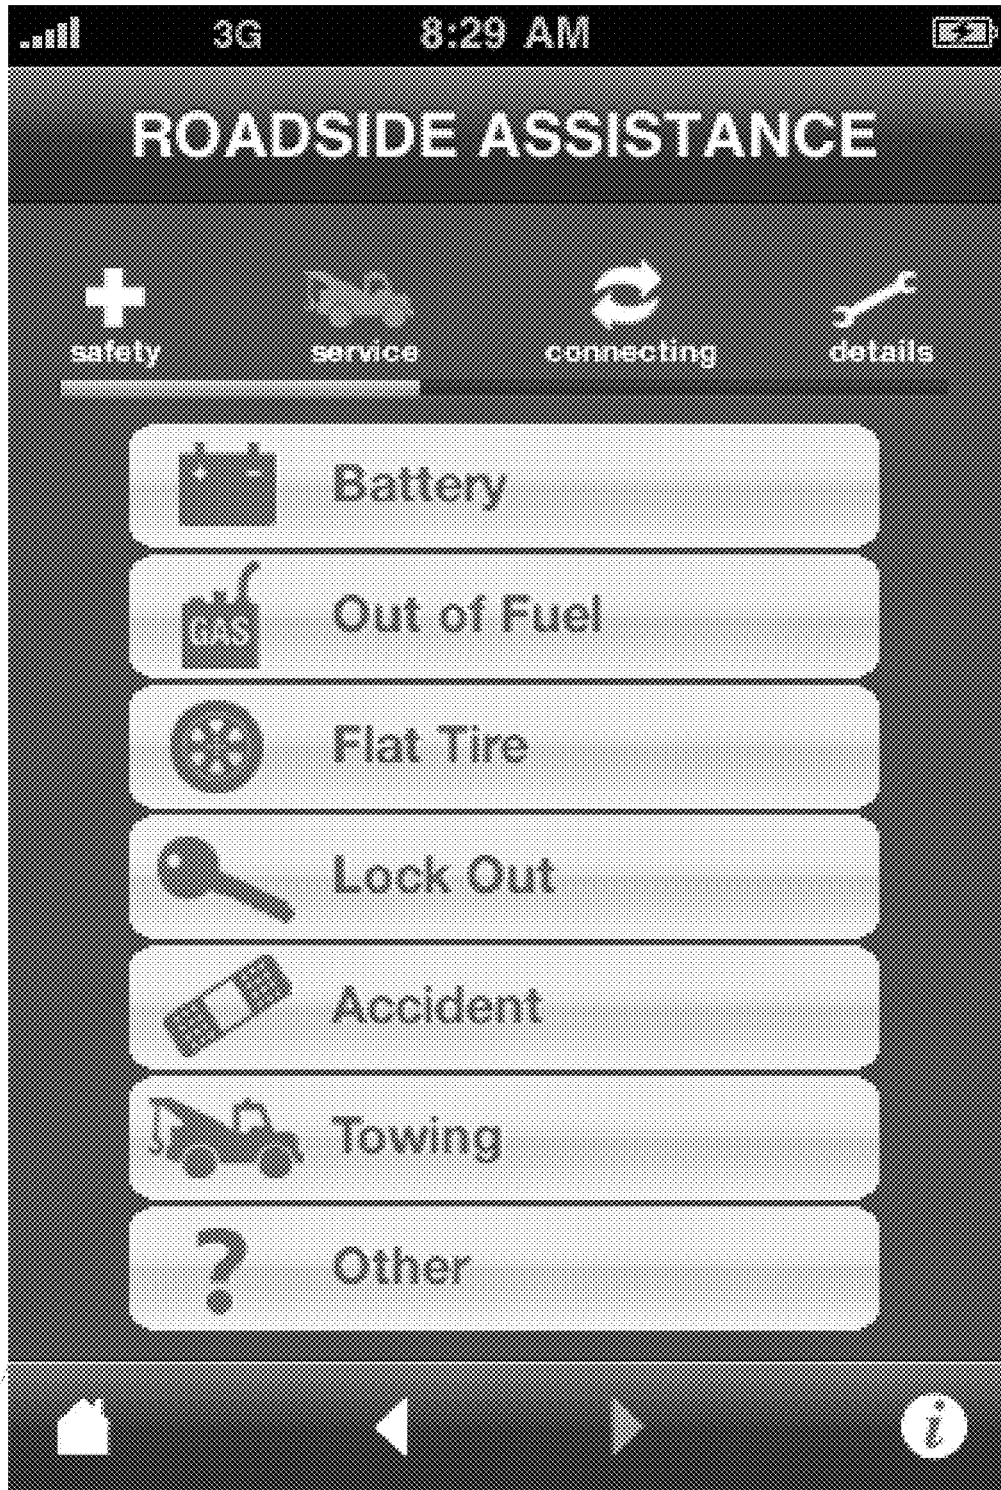 3G 8:29 AM
ROADSIDE ASSISTANCE
safety service connecting details
Battery
GAS
Out of Fuel
Flat Tire
Lock Out
Accident
Towing
? Other
i